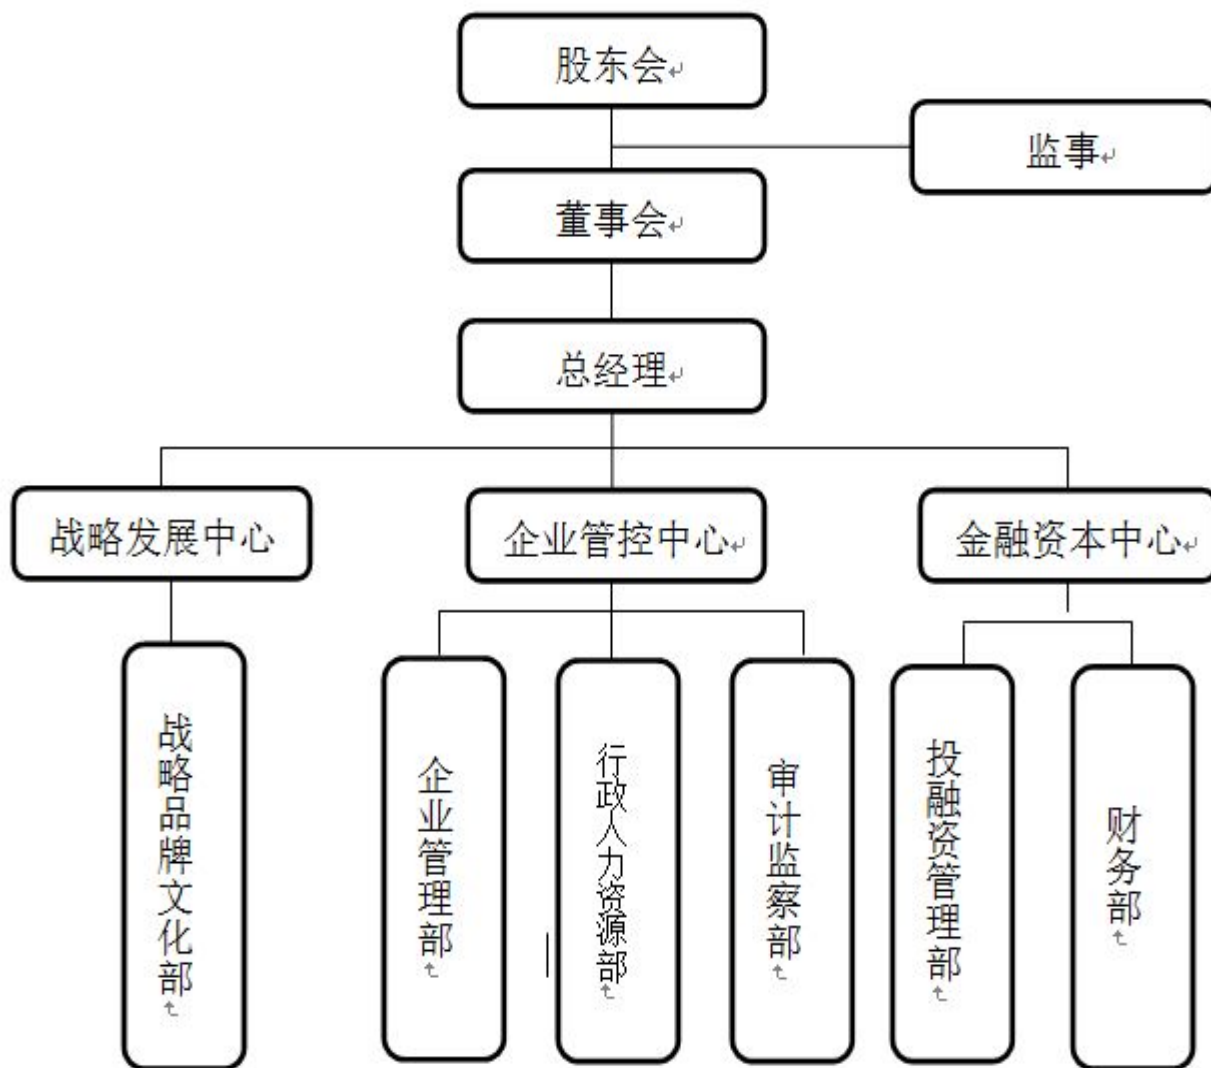 股东会
监事
董事会
总经理
战略发展中心
企业管控中心
金融资本中心
战略品牌文化部
企业管理部
行政人力资源部
审计监察部
投融资管理部
财务部